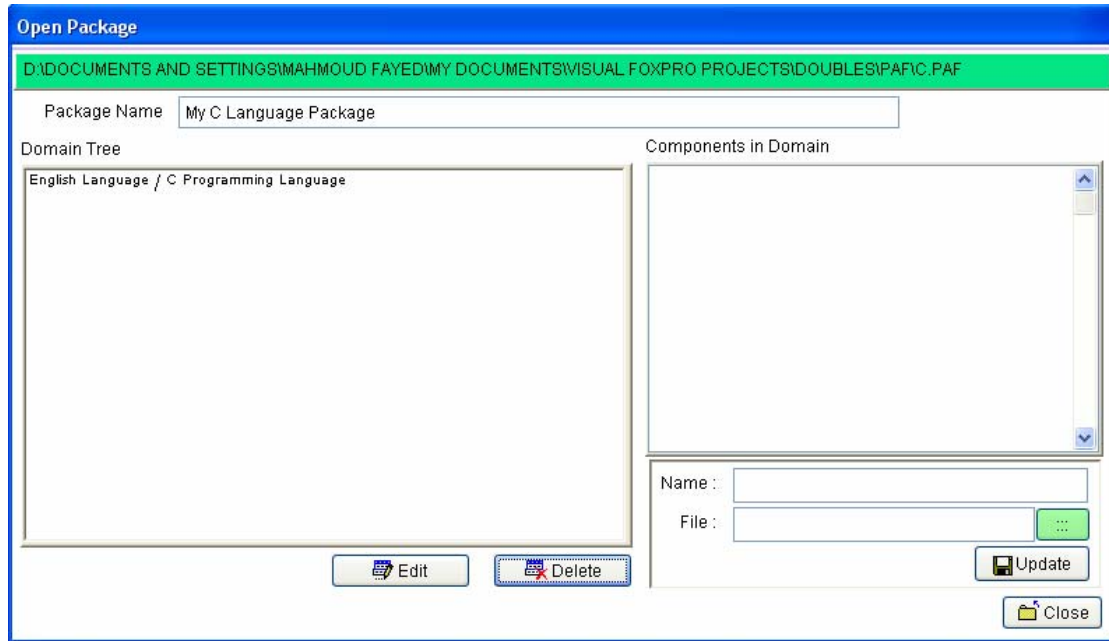 Open Package
D:\DOCUMENTS AND SETTINGS\MAHMOUD FAYED\MY DOCUMENTS\VISUAL FOXPRO PROJECTS\DOUBLES\PAF\C.PAF
Package Name My C Language Package
Domain Tree
English Language / C Programming Language
Components in Domain
Name :
File :
:::
Edit
Delete
Update
Close